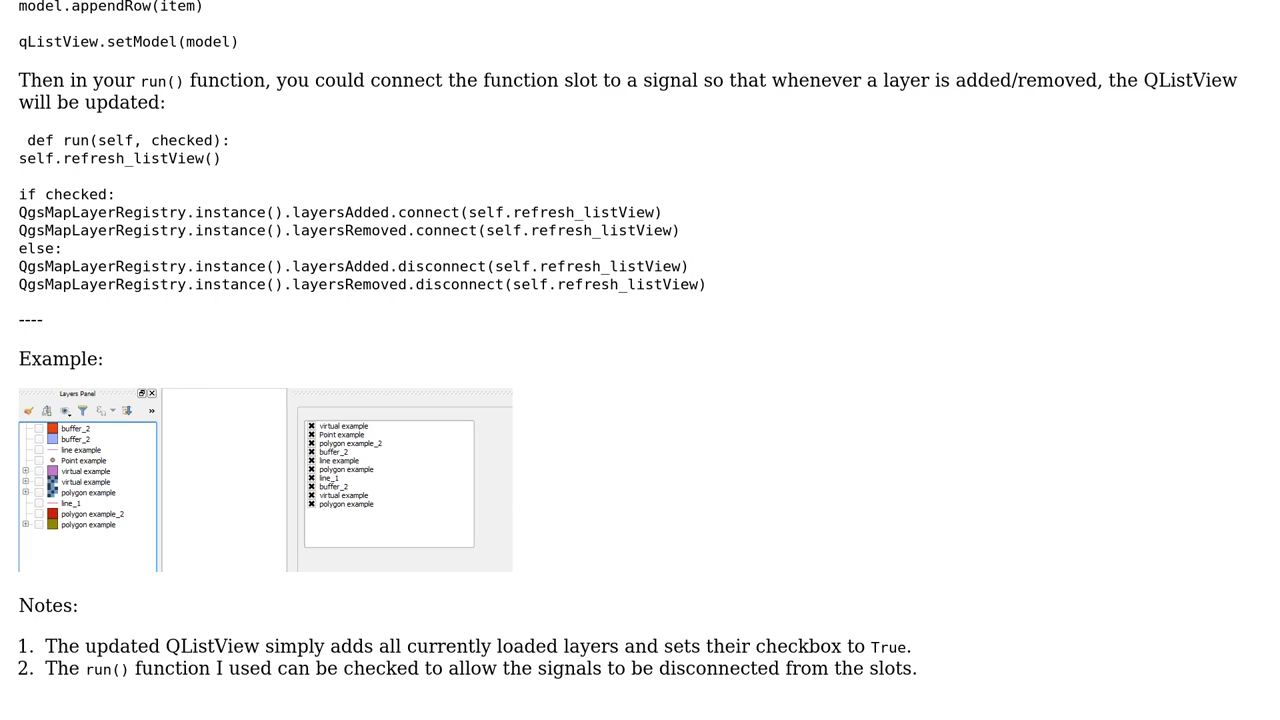 model.appendRow(item)
qListView.setModel(model)
Then in your run() function, you could connect the function slot to a signal so that whenever a layer is added/removed, the QListView
will be updated:
def run(self, checked):
self.refresh_listView()
if checked:
QgsMapLayerRegistry.instance().layersAdded.connect(self.refresh_listView)
QgsMapLayerRegistry.instance().layersRemoved.connect(self.refresh_listView)
else:
QgsMapLayerRegistry.instance().layersAdded.disconnect(self.refresh_listView)
QgsMapLayerRegistry.instance().layersRemoved.disconnect(self.refresh_listView)
----
Example:
Layers Panel
buffer_2
buffer_2
line example
Point example
virtual example
virtual example
polygon example
line_1
polygon example_2
polygon example
virtual example
Point example
polygon example_2
buffer_2
line example
polygon example
line_1
buffer_2
virtual example
polygon example
Notes:
1. The updated QListView simply adds all currently loaded layers and sets their checkbox to True.
2. The run() function I used can be checked to allow the signals to be disconnected from the slots.